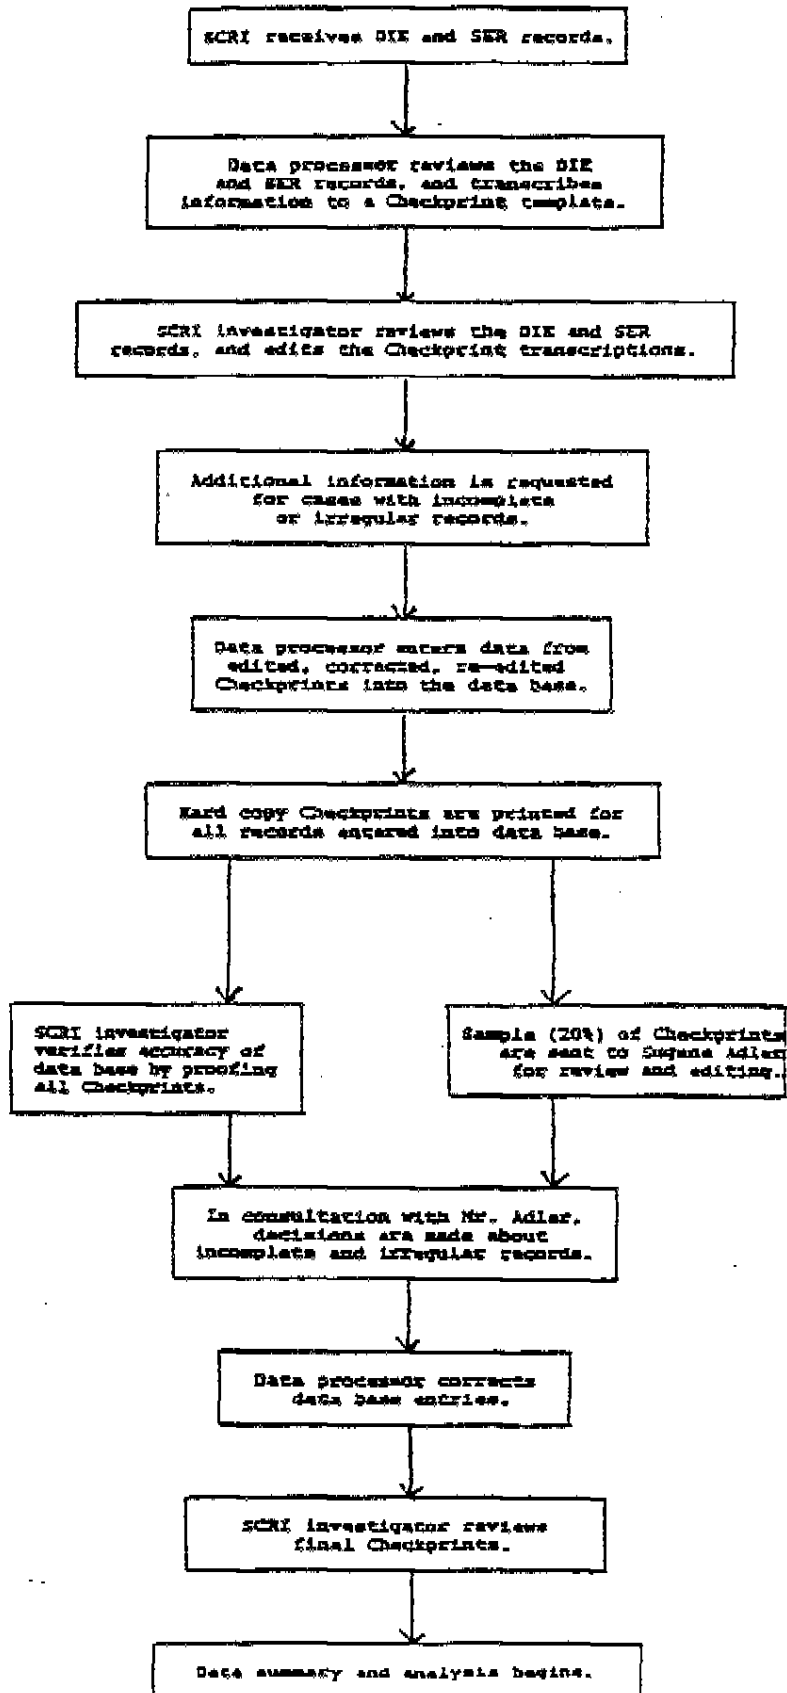 SCRI receives DIE and SER records.
Data processor reviews the DIE
and SER records, and transcribes
information to a Checkprint template.
SCRI investigator reviews the DIE and SER
records, and edits the Checkprint transcriptions.
Additional information is requested
for cases with incomplete
or irregular records.
Data processor enters data from
edited, corrected, re-edited
Checkprints into the data base.
Hard copy Checkprints are printed for
all records entered into data base.
SCRI investigator
verifies accuracy of
data base by proofing
all Checkprints.
Sample (20%) of Checkprints
are sent to Eugene Adler
for review and editing.
In consultation with Mr. Adler,
decisions are made about
incomplete and irregular records.
Data processor corrects
data base entries.
SCRI investigator reviews
final Checkprints.
Data summary and analysis begins.